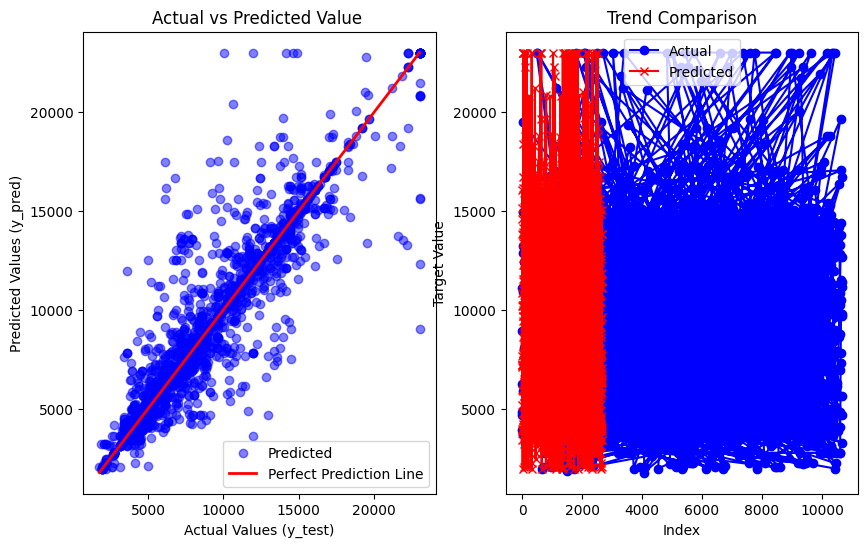 Actual vs Predicted Value
Predicted Values (y_pred)
20000
15000
10000
5000
Predicted
Perfect Prediction Line
5000
10000
15000
20000
Actual Values (y_test)
Trend Comparison
Actual
Predicted
Target Value
20000
15000
10000
5000
0
2000
4000
6000
8000
10000
Index